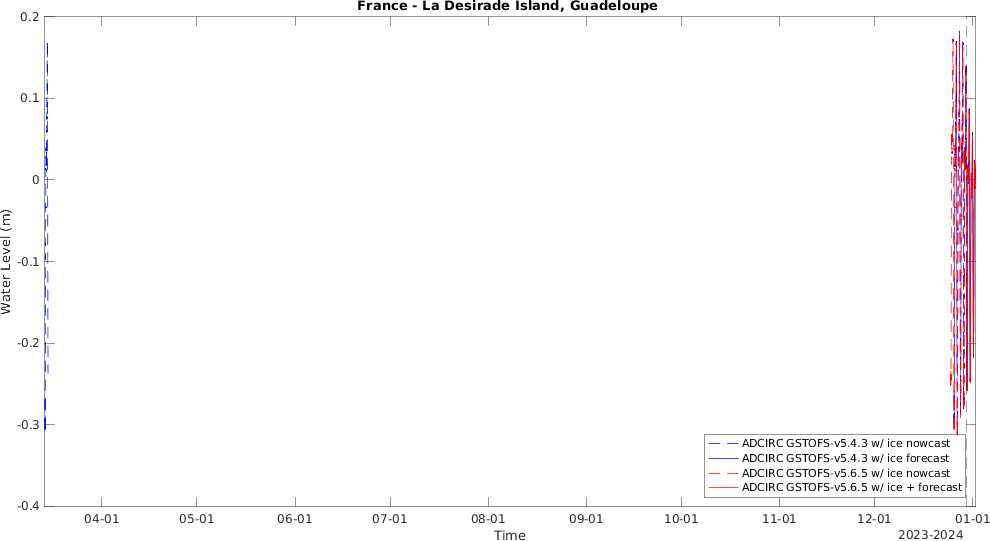 France - La Desirade Island, Guadeloupe
0.2
0.1
0
-0.1
-0.2
-0.3
-0.4
Water Level (m)
ADCIRC GSTOFS-v5.4.3 w/ ice nowcast
ADCIRC GSTOFS-v5.4.3 w/ ice forecast
ADCIRC GSTOFS-v5.6.5 w/ ice nowcast
ADCIRC GSTOFS-v5.6.5 w/ ice + forecast
04-01 05-01 06-01 07-01 08-01 09-01 10-01 11-01 12-01 01-01
Time
2023-2024